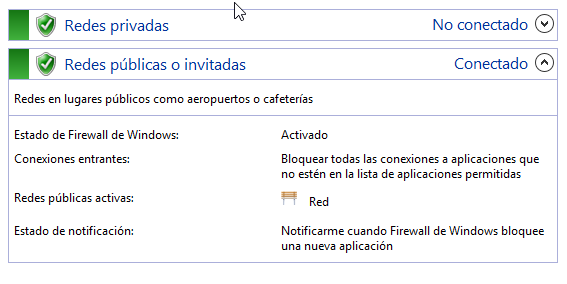 Redes privadas No conectado
Redes públicas o invitadas Conectado
Redes en lugares públicos como aeropuertos o cafeterías
Estado de Firewall de Windows: Activado
Conexiones entrantes: Bloquear todas las conexiones a aplicaciones que
no estén en la lista de aplicaciones permitidas
Redes públicas activas: Red
Estado de notificación: Notificarme cuando Firewall de Windows bloquee
una nueva aplicación